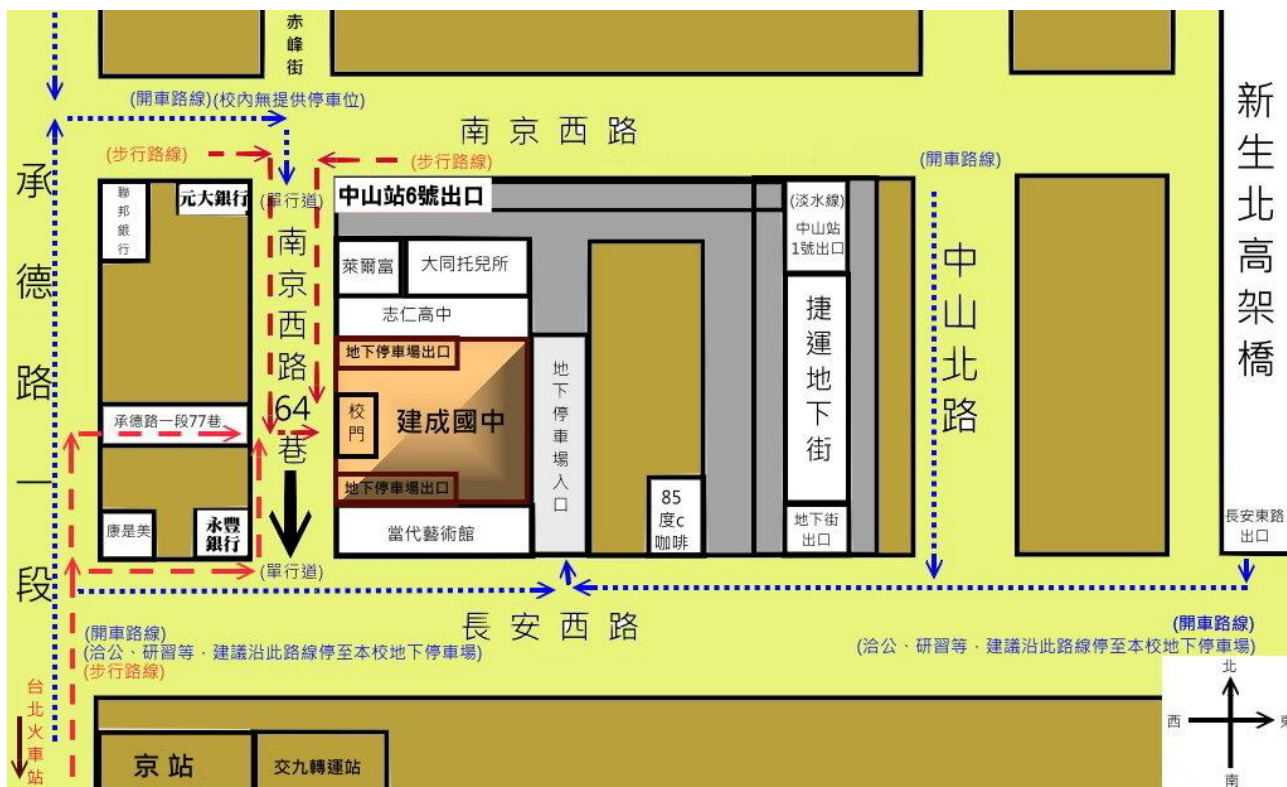 赤峰街
(開車路線)(校內無提供停車位)
南京西路
新生北高架橋
(步行路線)
(步行路線)
(開車路線)
承德路一段
聯邦銀行
元大銀行
(單行道)
中山站6號出口
(淡水線)
中山站
1號出口
南京西路64巷
萊爾富
大同托兒所
中山北路
志仁高中
捷運地下街
地下停車場出口
地下停車場入口
校門
建成國中
承德路一段77巷
地下停車場出口
85
度c
咖啡
康是美
永豐
銀行
當代藝術館
地下街
出口
長安東路
出口
(單行道)
長安西路
(開車路線)
(洽公、研習等，建議沿此路線停至本校地下停車場)
(步行路線)
(開車路線)
(洽公、研習等，建議沿此路線停至本校地下停車場)
台北火車站
京站
交九轉運站
北
西
東
南